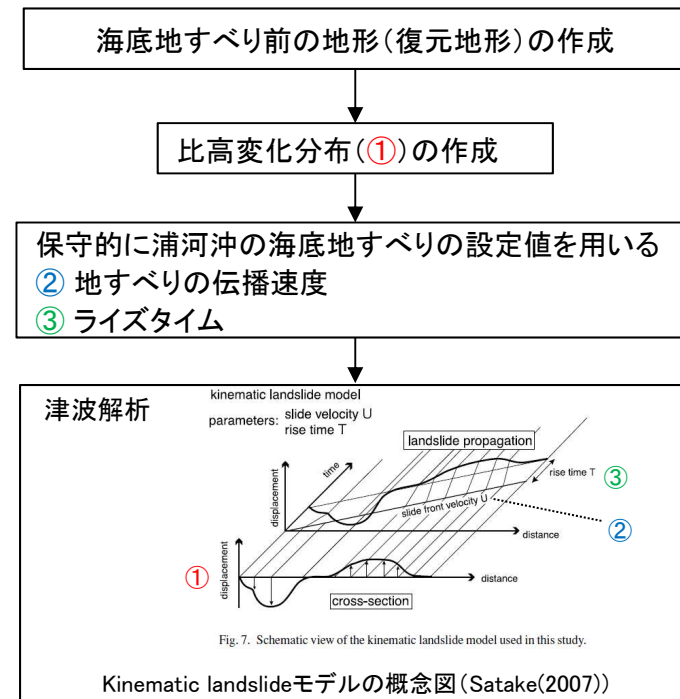 海底地すべり前の地形(復元地形)の作成
比高変化分布(①)の作成
保守的に浦河沖の海底地すべりの設定値を用いる
② 地すべりの伝播速度
③ ライズタイム
津波解析
kinematic landslide model
parameters: slide velocity U
rise time T
landslide propagation
time
displacement
rise time T
③
slide front velocity U
distance
②
①
displacement
distance
cross-section
Fig. 7. Schematic view of the kinematic landslide model used in this study.
Kinematic landslideモデルの概念図(Satake(2007))